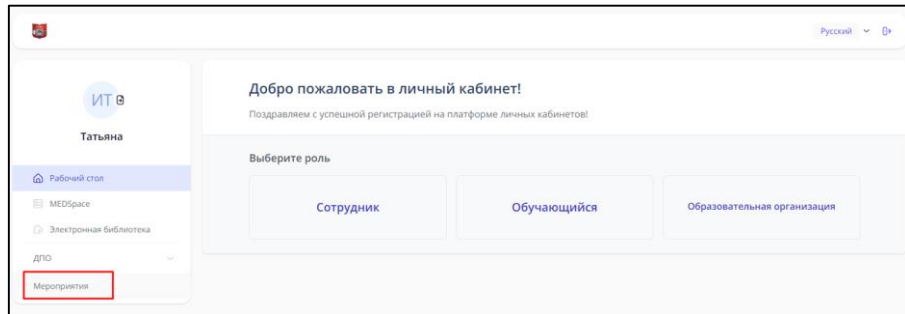 Русский
ИТ
Татьяна
Рабочий стол
MEDSpace
Электронная библиотека
ДПО
Мероприятия
Добро пожаловать в личный кабинет!
Поздравляем с успешной регистрацией на платформе личных кабинетов!
Выберите роль
Сотрудник
Обучающийся
Образовательная организация